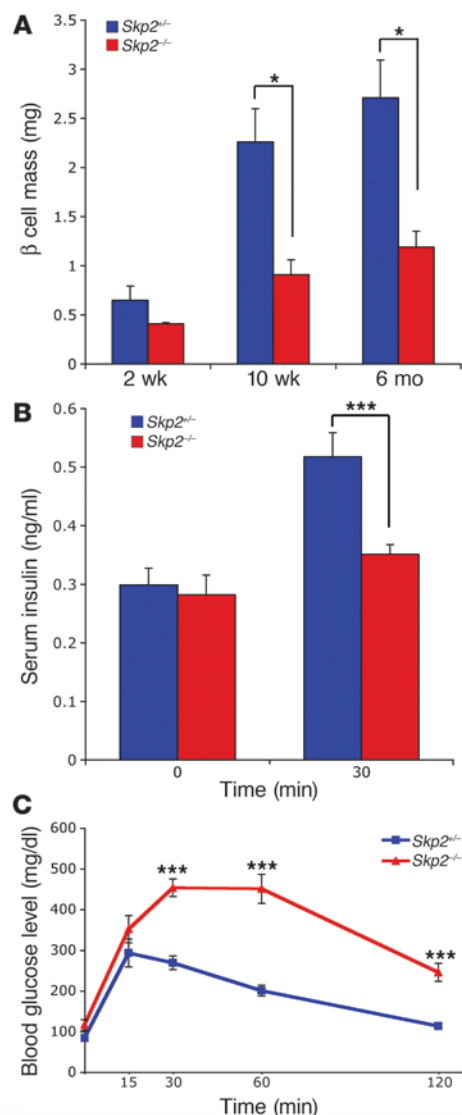 A
Skp2+/–
Skp2–/–
β cell mass (mg)
3.5
3
2.5
2
1.5
1
0.5
0
*
*
2 wk 10 wk 6 mo
B
Skp2+/–
Skp2–/–
Serum insulin (ng/ml)
0.6
0.5
0.4
0.3
0.2
0.1
0
***
0 30
Time (min)
C
Skp2+/–
Skp2–/–
Blood glucose level (mg/dl)
600
500
400
300
200
100
0
*** *** ***
15 30 60 120
Time (min)